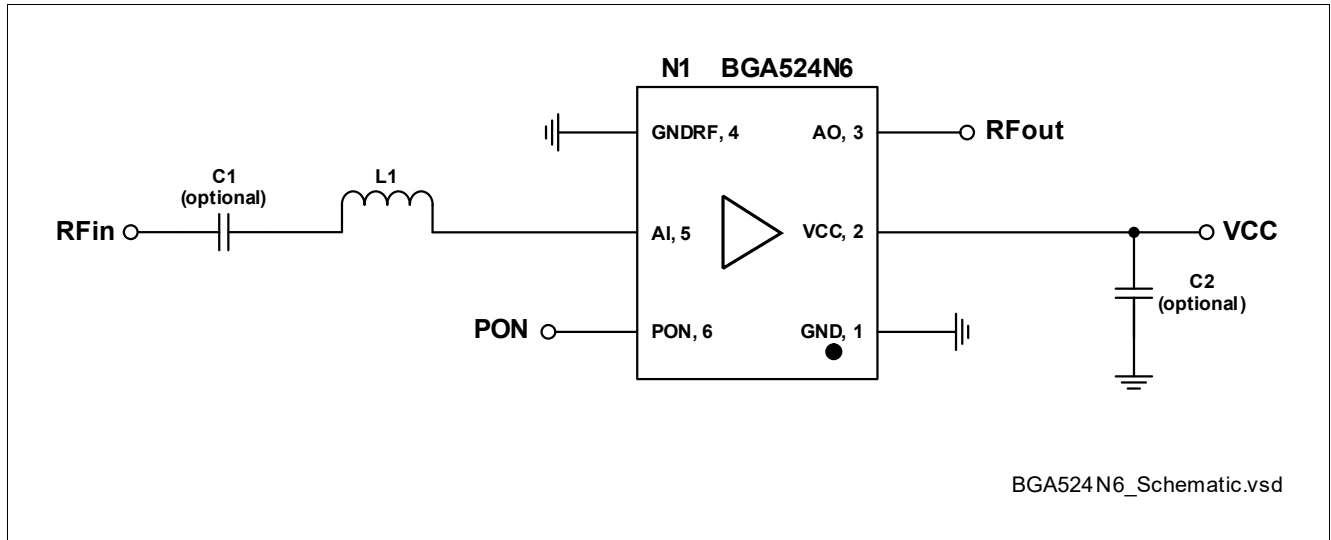 N1 BGA524N6
GNDRF, 4
AO, 3
RFout
C1
(optional)
L1
RFin
AI, 5
VCC, 2
VCC
C2
(optional)
PON
PON, 6
GND, 1
BGA524N6_Schematic.vsd